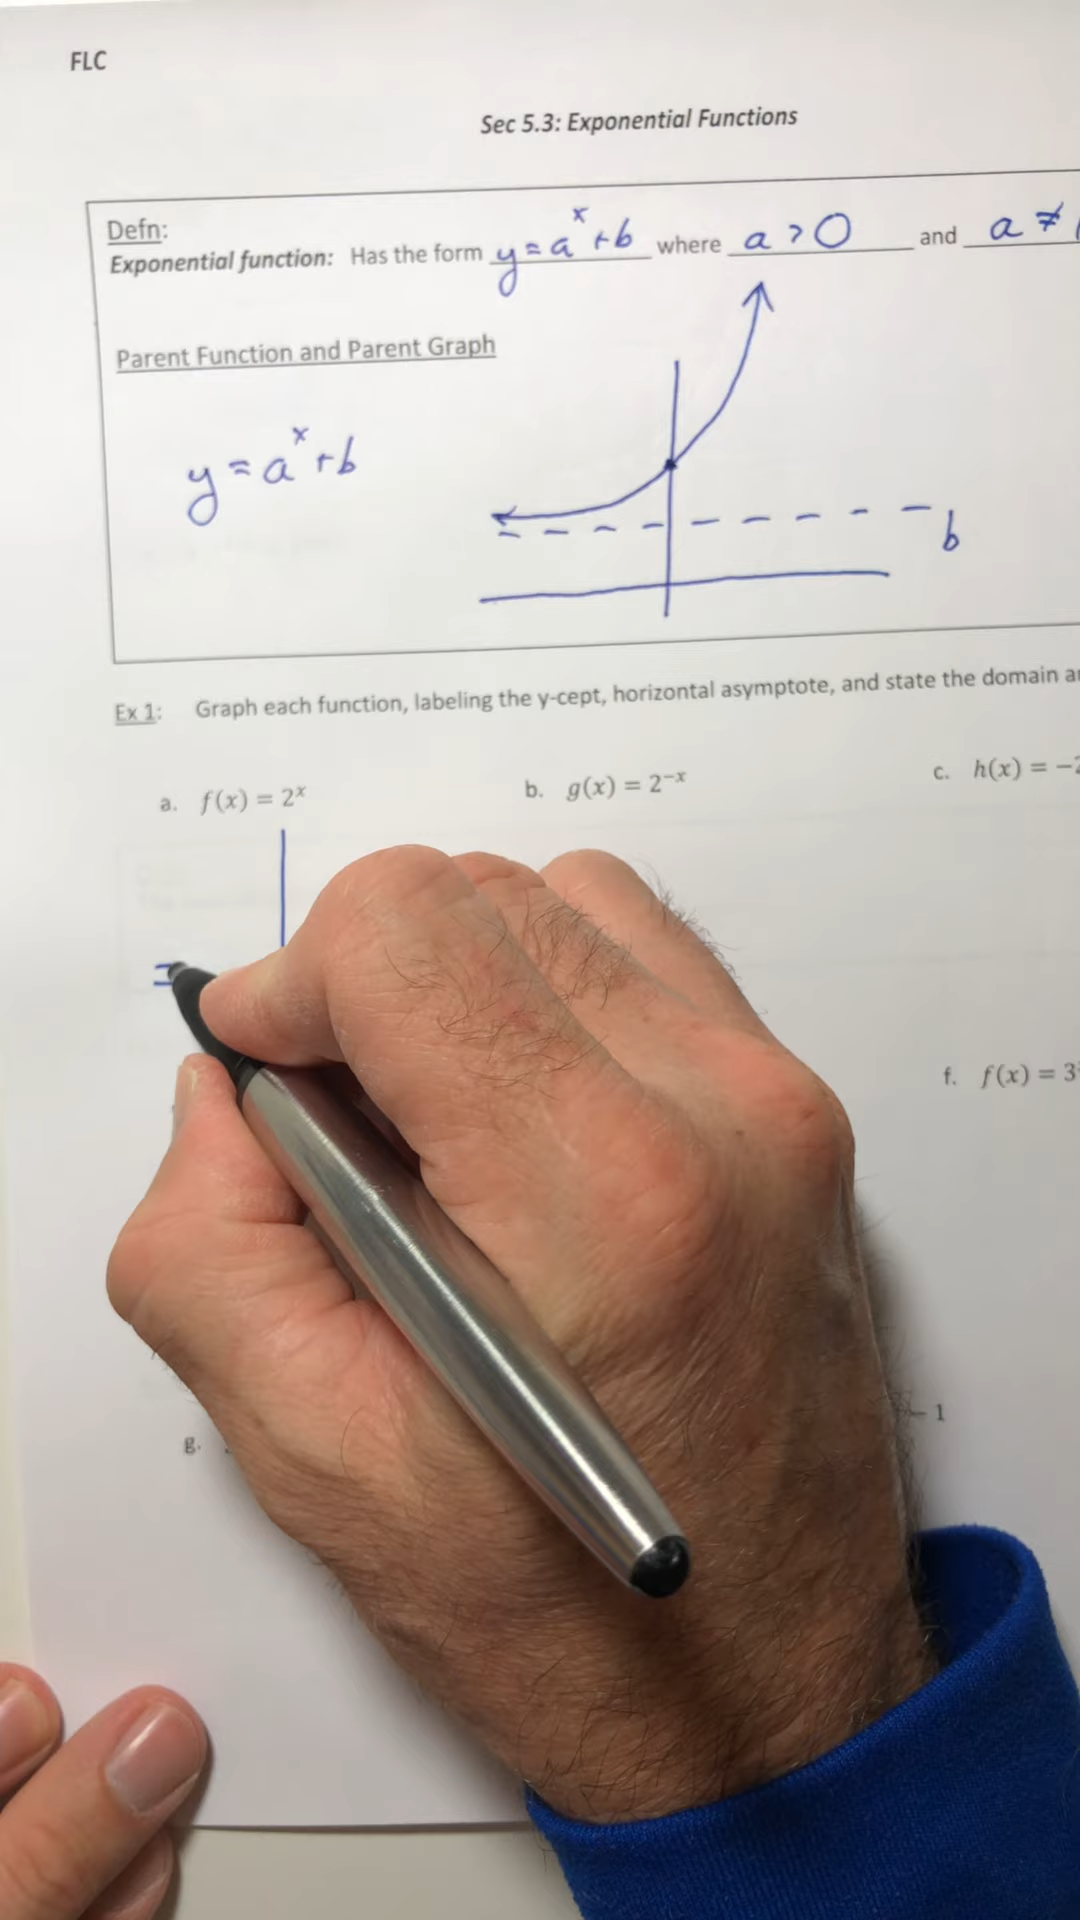 FLC
Sec 5.3: Exponential Functions
Defn:
Exponential function: Has the form y = a^x + b where a > 0 and a ≠
Parent Function and Parent Graph
y = a^x + b
b
Ex 1: Graph each function, labeling the y-cept, horizontal asymptote, and state the domain
a. f(x) = 2^x
b. g(x) = 2^{-x}
c. h(x) = -2
f. f(x) = 3
- 1
g.